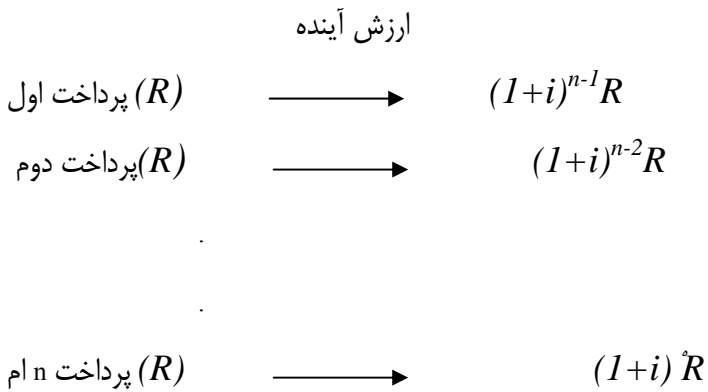 ارزش آینده
پرداخت اول (R) → (1+i)^{n-1}R
پرداخت دوم(R) → (1+i)^{n-2}R
.
.
پرداخت n ام (R) → (1+i)^{°}R